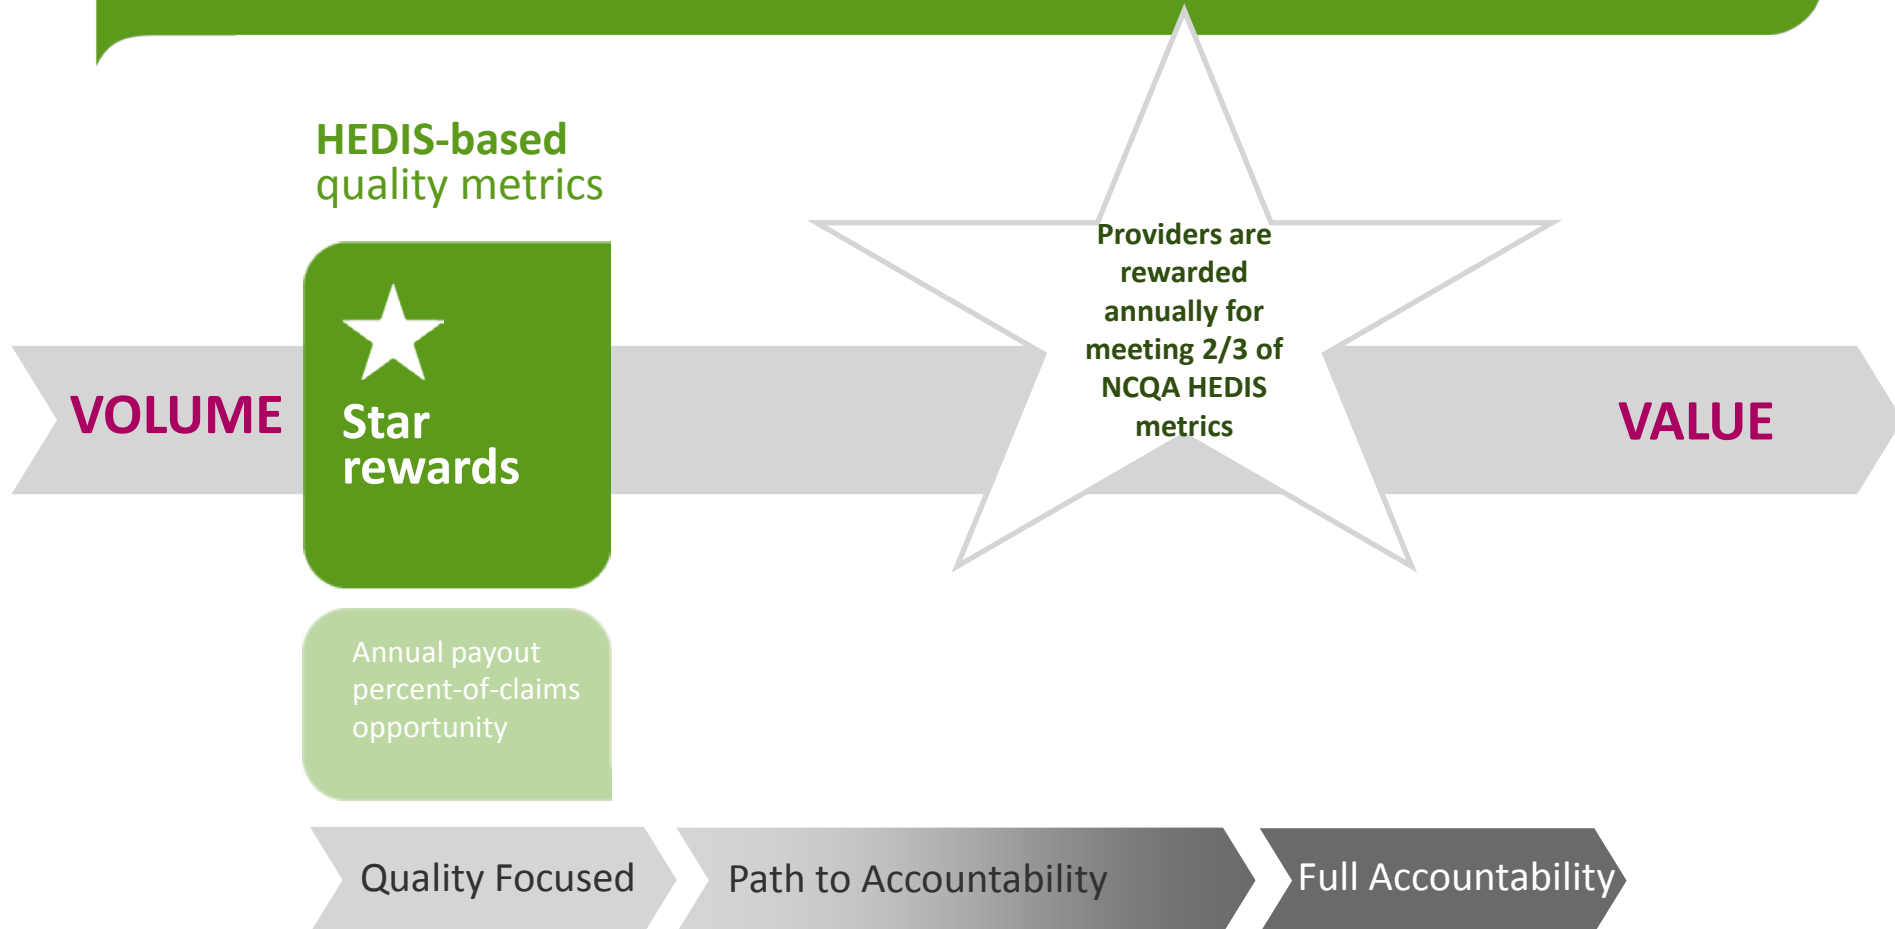 HEDIS-based
quality metrics
VOLUME
Star
rewards
Annual payout
percent-of-claims
opportunity
Providers are
rewarded
annually for
meeting 2/3 of
NCQA HEDIS
metrics
VALUE
Quality Focused
Path to Accountability
Full Accountability